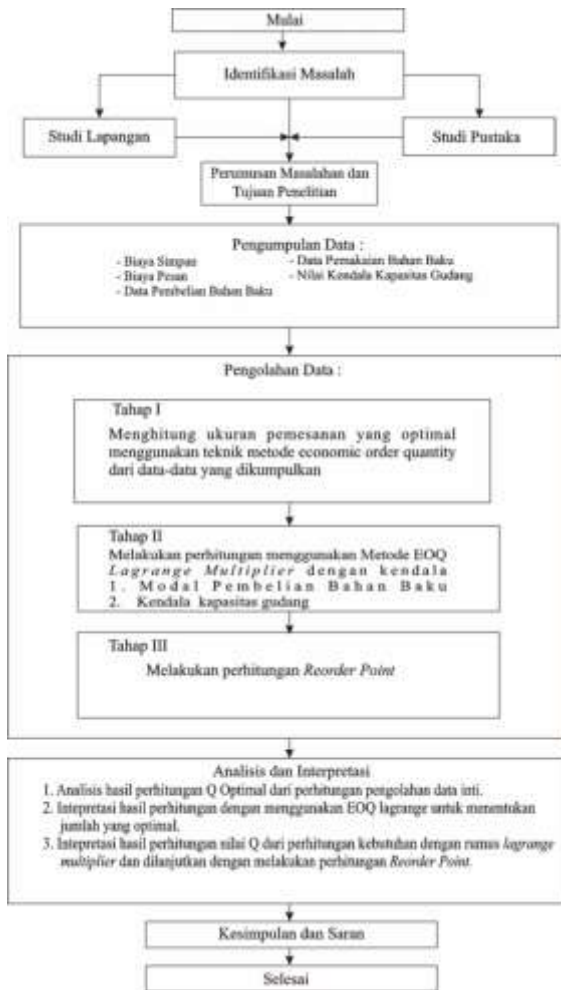 Mulai
Identifikasi Masalah
Studi Lapangan
Studi Pustaka
Perumusan Masalahan dan
Tujuan Penelitian
Pengumpulan Data :
- Biaya Simpan
- Biaya Pesan
- Data Pembelian Bahan Baku
- Data Pemakaian Bahan Baku
- Nilai Kendala Kapasitas Gudang
Pengolahan Data :
Tahap I
Menghitung ukuran pemesanan yang optimal
menggunakan teknik metode economic order quantity
dari data-data yang dikumpulkan
Tahap II
Melakukan perhitungan menggunakan Metode EOQ
Lagrange Multiplier dengan kendala
1. Modal Pembelian Bahan Baku
2. Kendala kapasitas gudang
Tahap III
Melakukan perhitungan Reorder Point
Analisis dan Interpretasi
1. Analisis hasil perhitungan Q Optimal dari perhitungan pengolahan data inti.
2. Intepretasi hasil perhitungan dengan menggunakan EOQ lagrange untuk menentukan
jumlah yang optimal.
3. Intepretasi hasil perhitungan nilai Q dari perhitungan kebutuhan dengan rumus lagrange
multiplier dan dilanjutkan dengan melakukan perhitungan Reorder Point
Kesimpulan dan Saran
Selesai